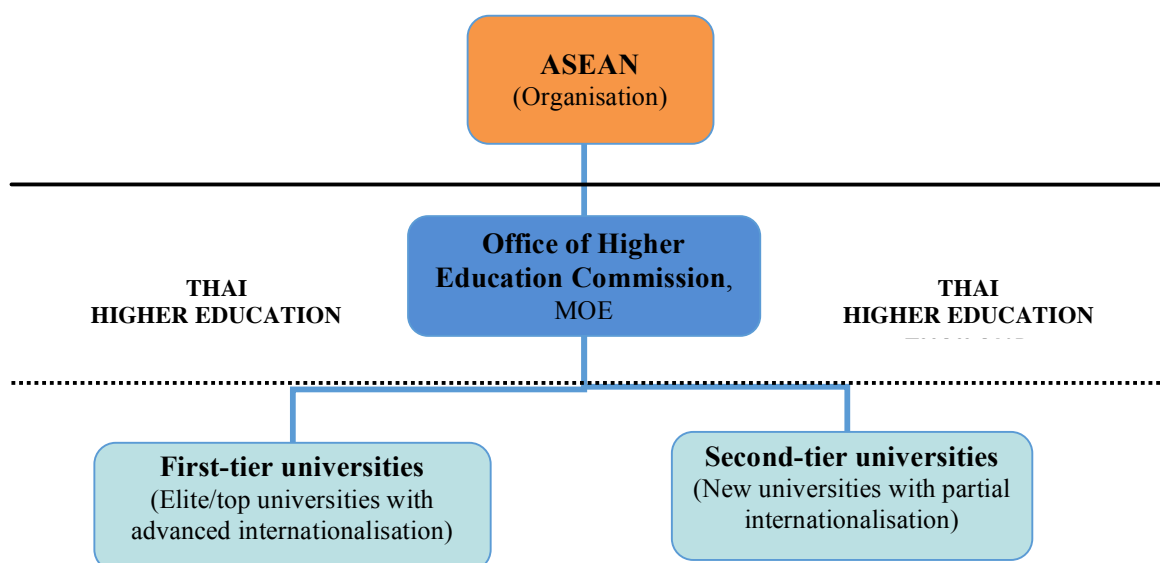 ASEAN
(Organisation)
Office of Higher
Education Commission,
MOE
THAI
HIGHER EDUCATION
THAI
HIGHER EDUCATION
First-tier universities
(Elite/top universities with
advanced internationalisation)
Second-tier universities
(New universities with partial
internationalisation)